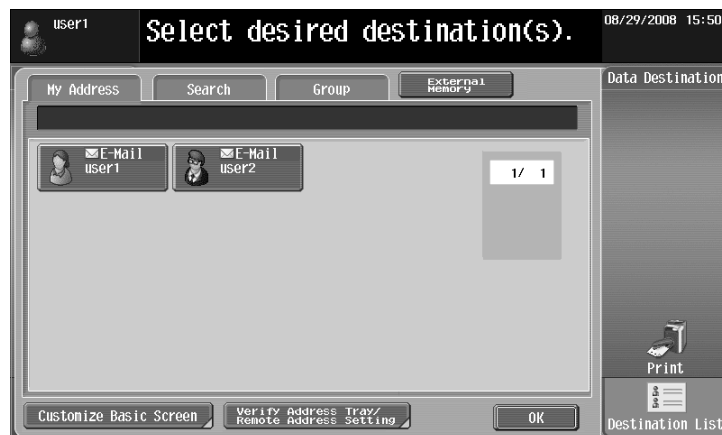 user1
Select desired destination(s).
08/29/2008 15:50
My Address
Search
Group
External
Memory
Data Destination
E-Mail
user1
E-Mail
user2
1/ 1
Print
Customize Basic Screen
Verify Address Tray/
Remote Address Setting
OK
Destination List